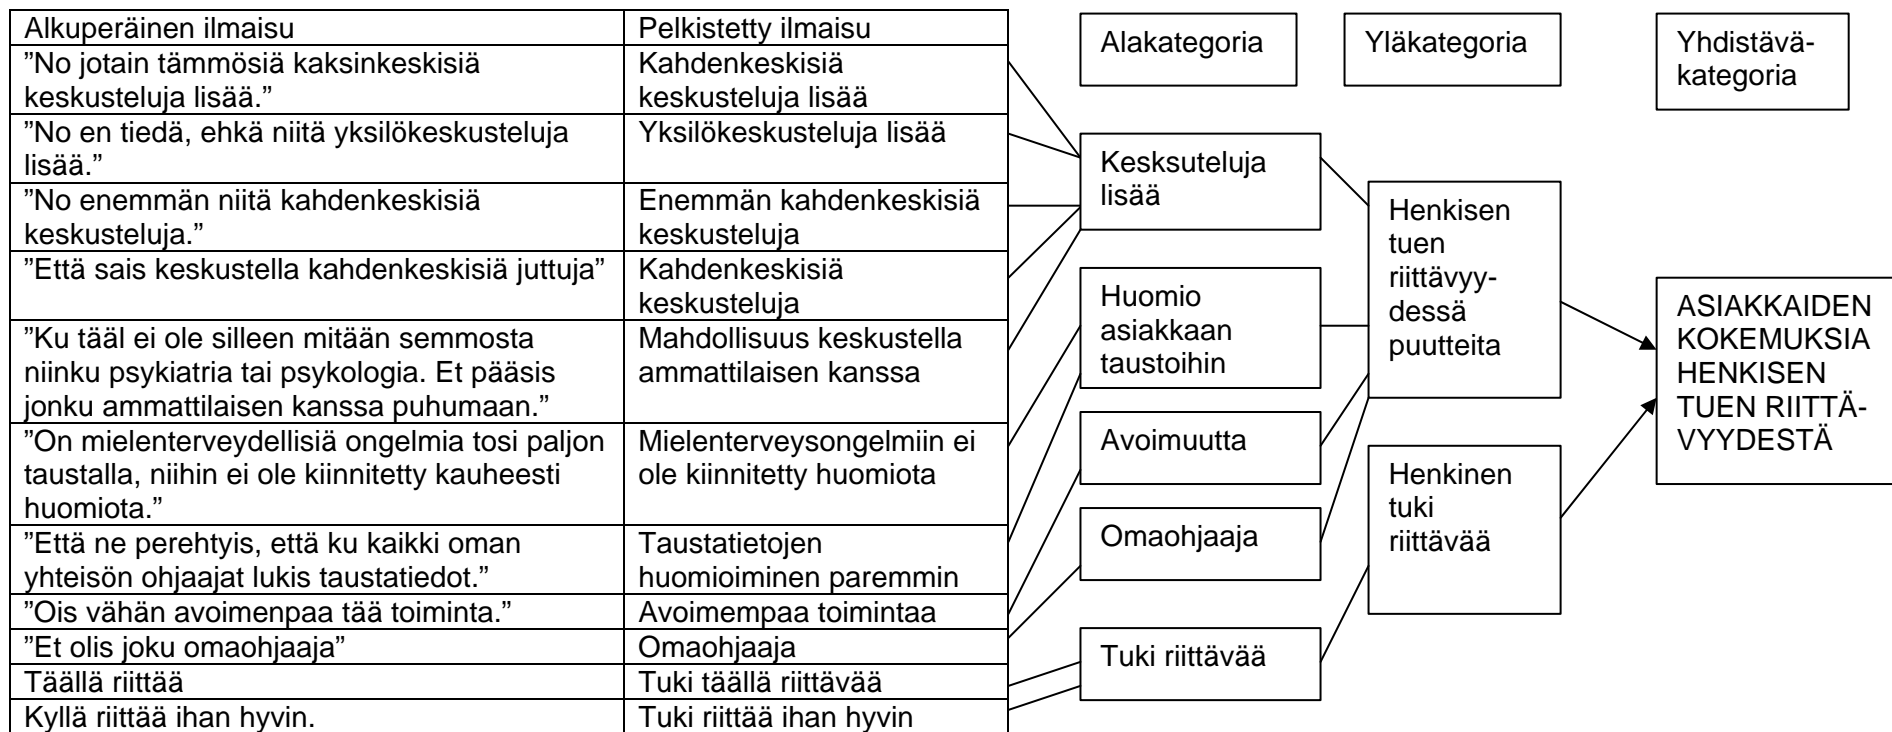 Alkuperäinen ilmaisu
Pelkistetty ilmaisu
”No jotain tämmösiä kaksinkeskisiä
keskusteluja lisää.”
Kahdenkeskisiä
keskusteluja lisää
”No en tiedä, ehkä niitä yksilökeskusteluja
lisää.”
Yksilökeskusteluja lisää
”No enemmän niitä kahdenkeskisiä
keskusteluja.”
Enemmän kahdenkeskisiä
keskusteluja
”Että sais keskustella kahdenkeskisiä juttuja”
Kahdenkeskisiä
keskusteluja
”Ku tääl ei ole silleen mitään semmosta
niinku psykiatria tai psykologia. Et pääsis
jonku ammattilaisen kanssa puhumaan.”
Mahdollisuus keskustella
ammattilaisen kanssa
”On mielenterveydellisiä ongelmia tosi paljon
taustalla, niihin ei ole kiinnitetty kauheesti
huomiota.”
Mielenterveysongelmiin ei
ole kiinnitetty huomiota
”Että ne perehtyis, että ku kaikki oman
yhteisön ohjaajat lukis taustatiedot.”
Taustatietojen
huomioiminen paremmin
”Ois vähän avoimenpaa tää toiminta.”
Avoimempaa toimintaa
”Et olis joku omaohjaaja”
Omaohjaaja
Täällä riittää
Tuki täällä riittävää
Kyllä riittää ihan hyvin.
Tuki riittää ihan hyvin
Alakategoria
Kesksuteluja
lisää
Huomio
asiakkaan
taustoihin
Avoimuutta
Omaohjaaja
Tuki riittävää
Yläkategoria
Henkisen
tuen
riittävyy-
dessä
puutteita
Henkinen
tuki
riittävää
Yhdistävä-
kategoria
ASIAKKAIDEN
KOKEMUKSIA
HENKISEN
TUEN RIITTÄ-
VYYDESTÄ